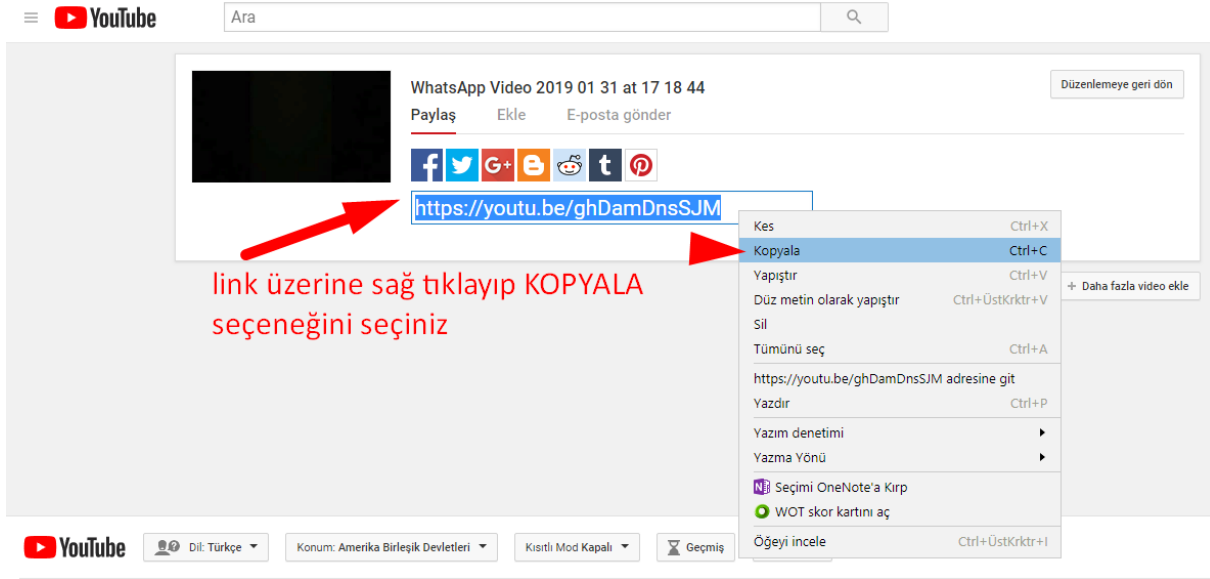 YouTube
Ara
WhatsApp Video 2019 01 31 at 17 18 44
Düzenlemeye geri dön
Paylaş Ekle E-posta gönder
https://youtu.be/ghDamDnsSJM
link üzerine sağ tıklayıp KOPYALA
seçeneğini seçiniz
Kes Ctrl+X
Kopyala Ctrl+C
Yapıştır Ctrl+V
Düz metin olarak yapıştır Ctrl+ÜstKrktr+V
Sil
Tümünü seç Ctrl+A
https://youtu.be/ghDamDnsSJM adresine git
Yazdır Ctrl+P
Yazım denetimi
Yazma Yönü
Seçimi OneNote'a Kırp
WOT skor kartını aç
Öğeyi incele Ctrl+ÜstKrktr+I
+ Daha fazla video ekle
YouTube Dil: Türkçe Konum: Amerika Birleşik Devletleri Kısıtlı Mod Kapalı Geçmiş